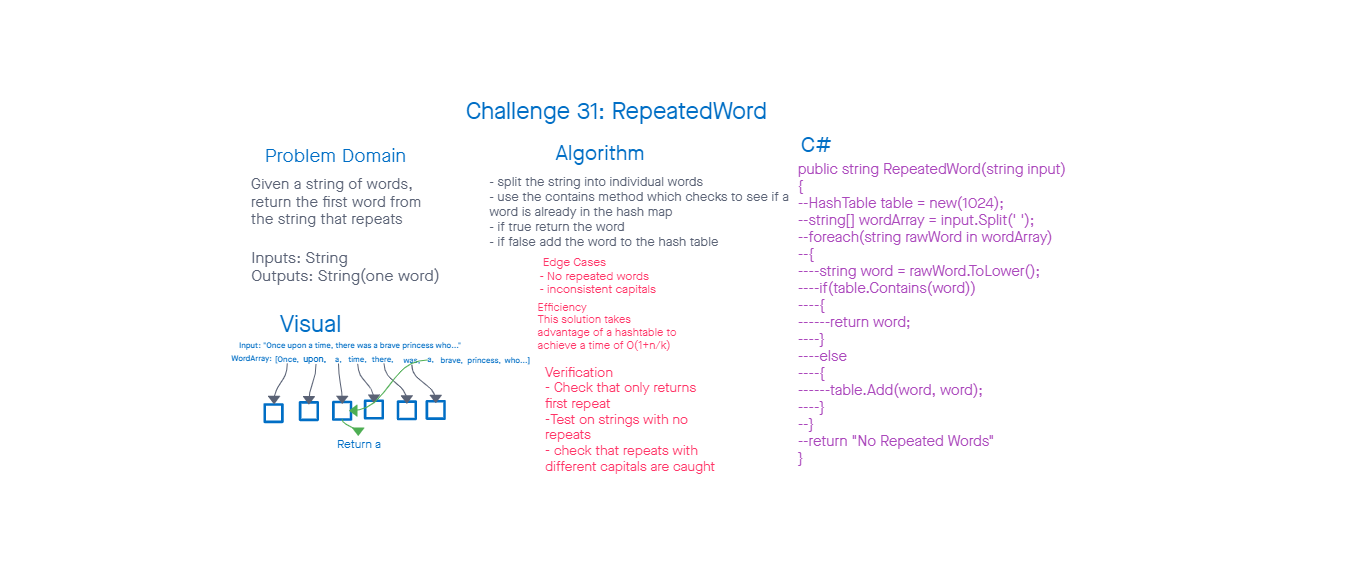 Challenge 31: RepeatedWord
Problem Domain
Given a string of words,
return the first word from
the string that repeats
Inputs: String
Outputs: String(one word)
Visual
Input: "Once upon a time, there was a brave princess who..."
WordArray: [Once, upon, a, time, there, was, a, brave, princess, who...]
Return a
Algorithm
- split the string into individual words
- use the contains method which checks to see if a
word is already in the hash map
- if true return the word
- if false add the word to the hash table
Edge Cases
- No repeated words
- inconsistent capitals
Efficiency
This solution takes
advantage of a hashtable to
achieve a time of O(1+n/k)
Verification
- Check that only returns
first repeat
-Test on strings with no
repeats
- check that repeats with
different capitals are caught
C#
public string RepeatedWord(string input)
{
--HashTable table = new(1024);
--string[] wordArray = input.Split(' ');
--foreach(string rawWord in wordArray)
--{
----string word = rawWord.ToLower();
----if(table.Contains(word))
----{
------return word;
----}
----else
----{
------table.Add(word, word);
----}
--}
--return "No Repeated Words"
}